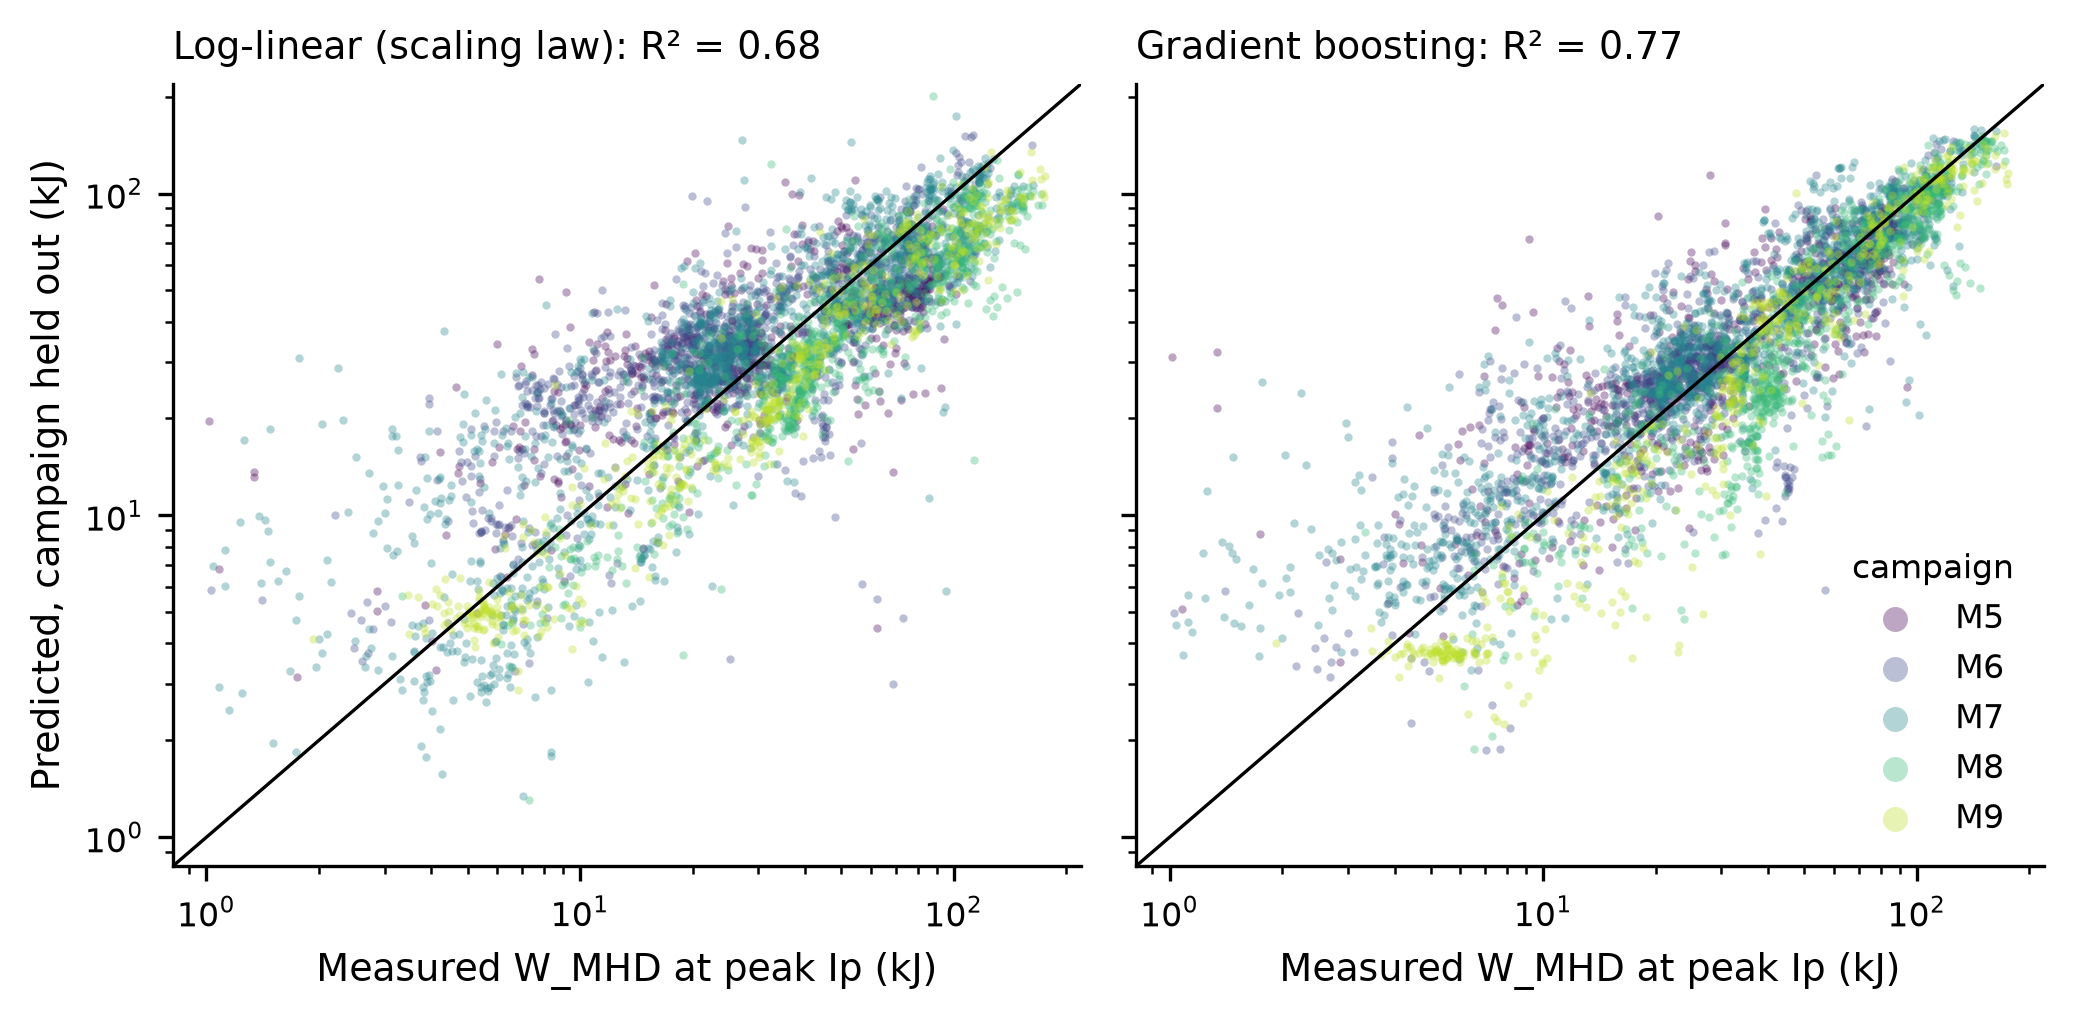 Log-linear (scaling law): R² = 0.68
Gradient boosting: R² = 0.77
Predicted, campaign held out (kJ)
10²
10¹
10⁰
10⁰ 10¹ 10²
10⁰ 10¹ 10²
Measured W_MHD at peak Ip (kJ)
Measured W_MHD at peak Ip (kJ)
campaign
M5
M6
M7
M8
M9